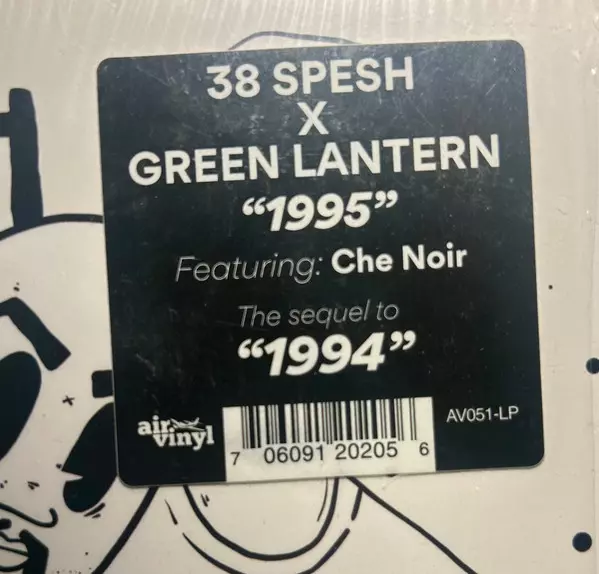 38 SPESH
X
GREEN LANTERN
“1995”
Featuring: Che Noir
The sequel to
“1994”
air
vinyl
AV051-LP
7 06091 20205 6